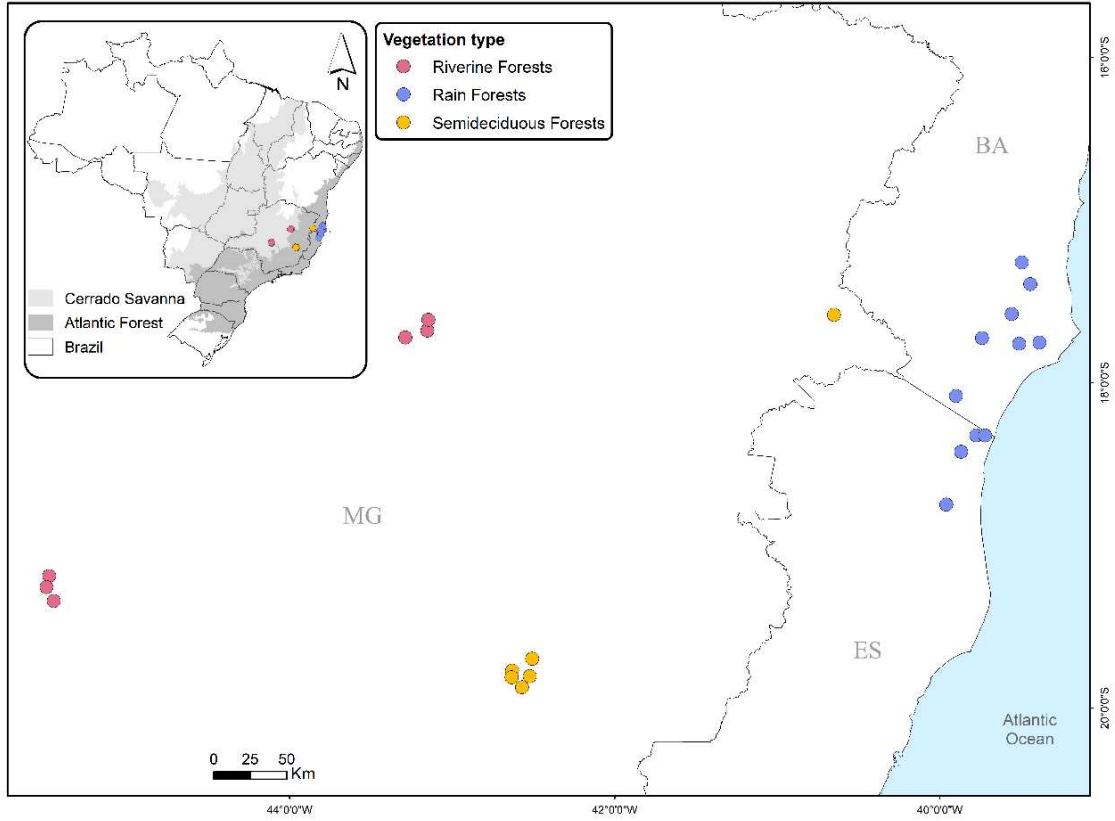 N
Cerrado Savanna
Atlantic Forest
Brazil
Vegetation type
Riverine Forests
Rain Forests
Semideciduous Forests
BA
MG
ES
Atlantic
Ocean
0 25 50
Km
16°0'0"S
18°0'0"S
20°0'0"S
44°0'0"W
42°0'0"W
40°0'0"W